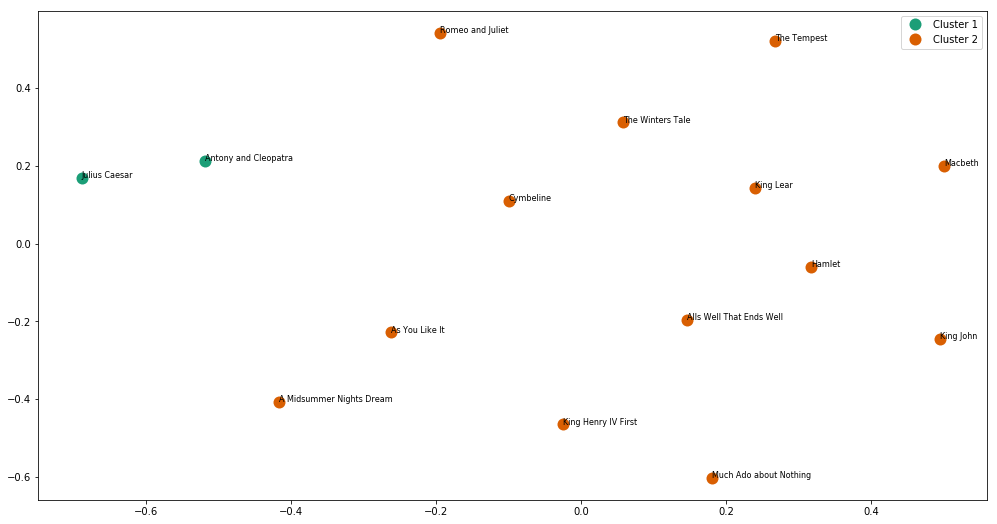 Cluster 1
Cluster 2
Romeo and Juliet
The Tempest
0.4
The Winters Tale
0.2
Antony and Cleopatra
Macbeth
Julius Caesar
King Lear
Cymbeline
0.0
Hamlet
−0.2
Alls Well That Ends Well
As You Like It
King John
−0.4
A Midsummer Nights Dream
King Henry IV First
−0.6
Much Ado about Nothing
−0.6 −0.4 −0.2 0.0 0.2 0.4